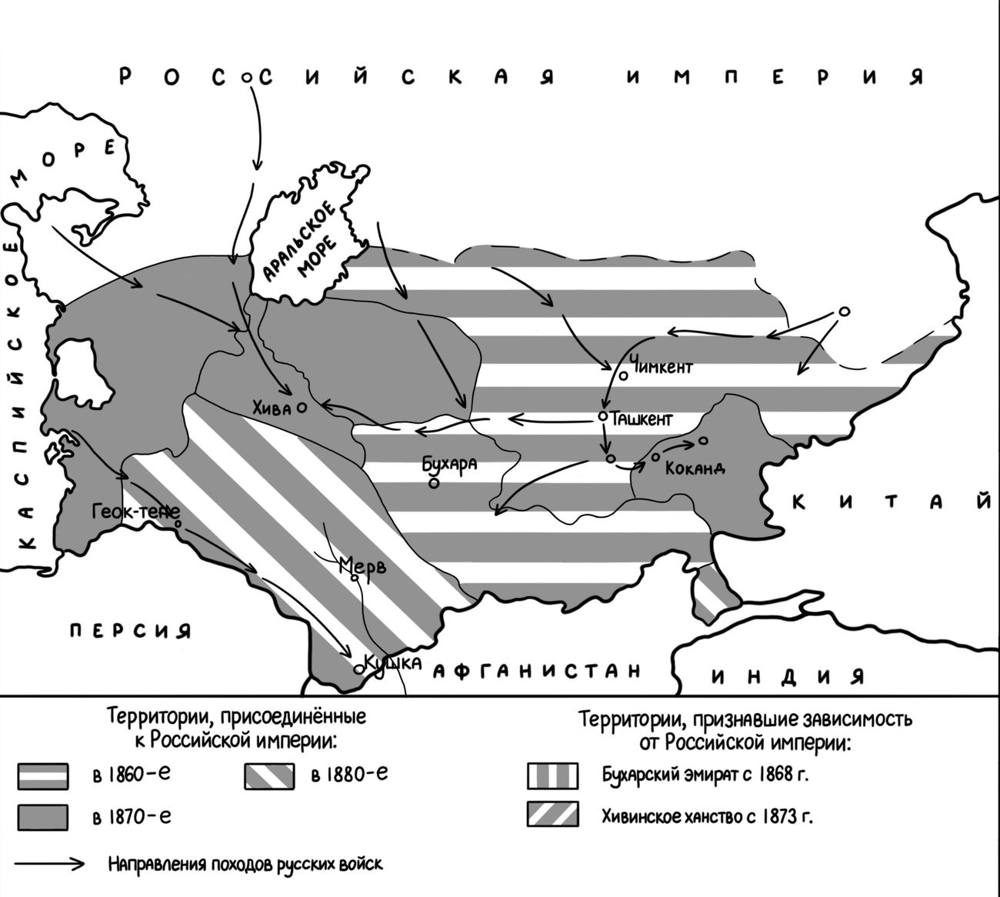 РОССИЙСКАЯ ИМПЕРИЯ
КАСПИЙСКОЕ МОРЕ
АРАЛЬСКОЕ
МОРЕ
Чимкент
Хива
Ташкент
Бухара
Коканд
КИТАЙ
Геок-тепе
Мерв
ПЕРСИЯ
Кушка
АФГАНИСТАН
ИНДИЯ
Территории, присоединённые
к Российской империи:
в 1860-е
в 1880-е
в 1870-е
Направления походов русских войск
Территории, признавшие зависимость
от Российской империи:
Бухарский эмират с 1868 г.
Хивинское ханство с 1873 г.